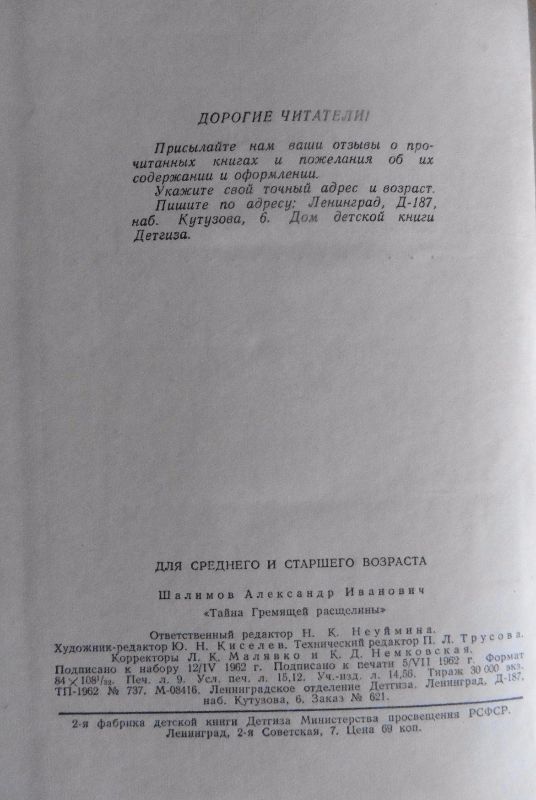 ДОРОГИЕ ЧИТАТЕЛИ!
Присылайте нам ваши отзывы о про-
читанных книгах и пожелания об их
содержании и оформлении.
Укажите свой точный адрес и возраст.
Пишите по адресу: Ленинград, Д-187,
наб. Кутузова, 6. Дом детской книги
Детгиза.
ДЛЯ СРЕДНЕГО И СТАРШЕГО ВОЗРАСТА
Шалимов Александр Иванович
«Тайна Гремящей расщелины»
Ответственный редактор Н. К. Неуймина.
Художник-редактор Ю. Н. Киселев. Технический редактор П. Л. Трусова.
Корректоры Л. К. Малявко и К. Д. Немковская.
Подписано к набору 12/IV 1962 г. Подписано к печати 5/VII 1962 г. Формат
84 × 108¹/₃₂. Печ. л. 9. Усл. печ. л. 15,12. Уч.-изд. л. 14,56. Тираж 30 000 экз.
ТП-1962 № 737. М-08416. Ленинградское отделение Детгиза. Ленинград, Д-187,
наб. Кутузова, 6. Заказ № 621.
2-я фабрика детской книги Детгиза Министерства просвещения РСФСР.
Ленинград, 2-я Советская, 7. Цена 69 коп.